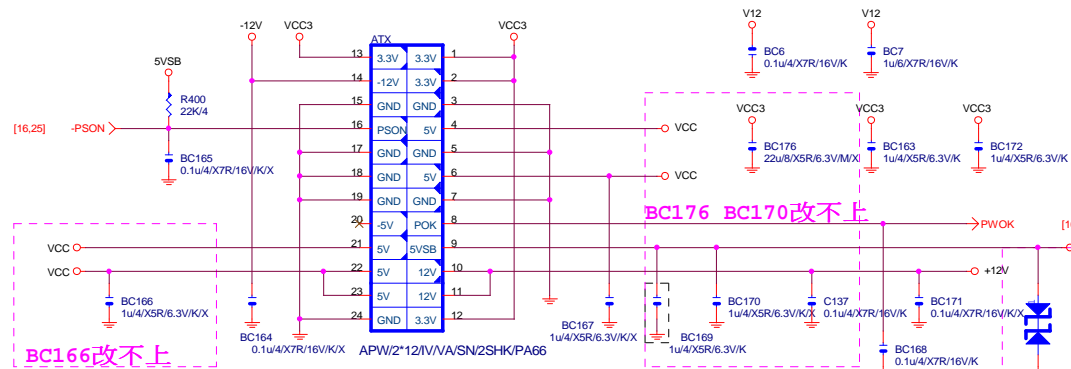 -12V
VCC3
VCC3
V12
V12
ATX
BC6
0.1u/4/X7R/16V/K
BC7
1u/6/X7R/16V/K
5VSB
R400
22K/4
[16,25]
-PSON
BC165
0.1u/4/X7R/16V/K/X
13
3.3V
3.3V
1
14
-12V
3.3V
2
15
GND
GND
3
16
PSON
5V
4
17
GND
GND
5
18
GND
5V
6
19
GND
GND
7
20
-5V
POK
8
21
5V
5VSB
9
22
5V
12V
10
23
5V
12V
11
24
GND
3.3V
12
APW/2*12/IV/VA/SN/2SHK/PA66
VCC
VCC
VCC3
VCC3
VCC3
BC176
22u/8/X5R/6.3V/M/X
BC163
1u/4/X5R/6.3V/K
BC172
1u/4/X5R/6.3V/K
BC176 BC170改不上
PWOK
[16
+12V
VCC
VCC
BC166
1u/4/X5R/6.3V/K/X
BC166改不上
BC164
0.1u/4/X7R/16V/K/X
BC167
1u/4/X5R/6.3V/K/X
BC169
1u/4/X5R/6.3V/K
BC170
1u/4/X5R/6.3V/K/X
C137
0.1u/4/X7R/16V/K
BC171
0.1u/4/X7R/16V/K/X
BC168
0.1u/4/X7R/16V/K